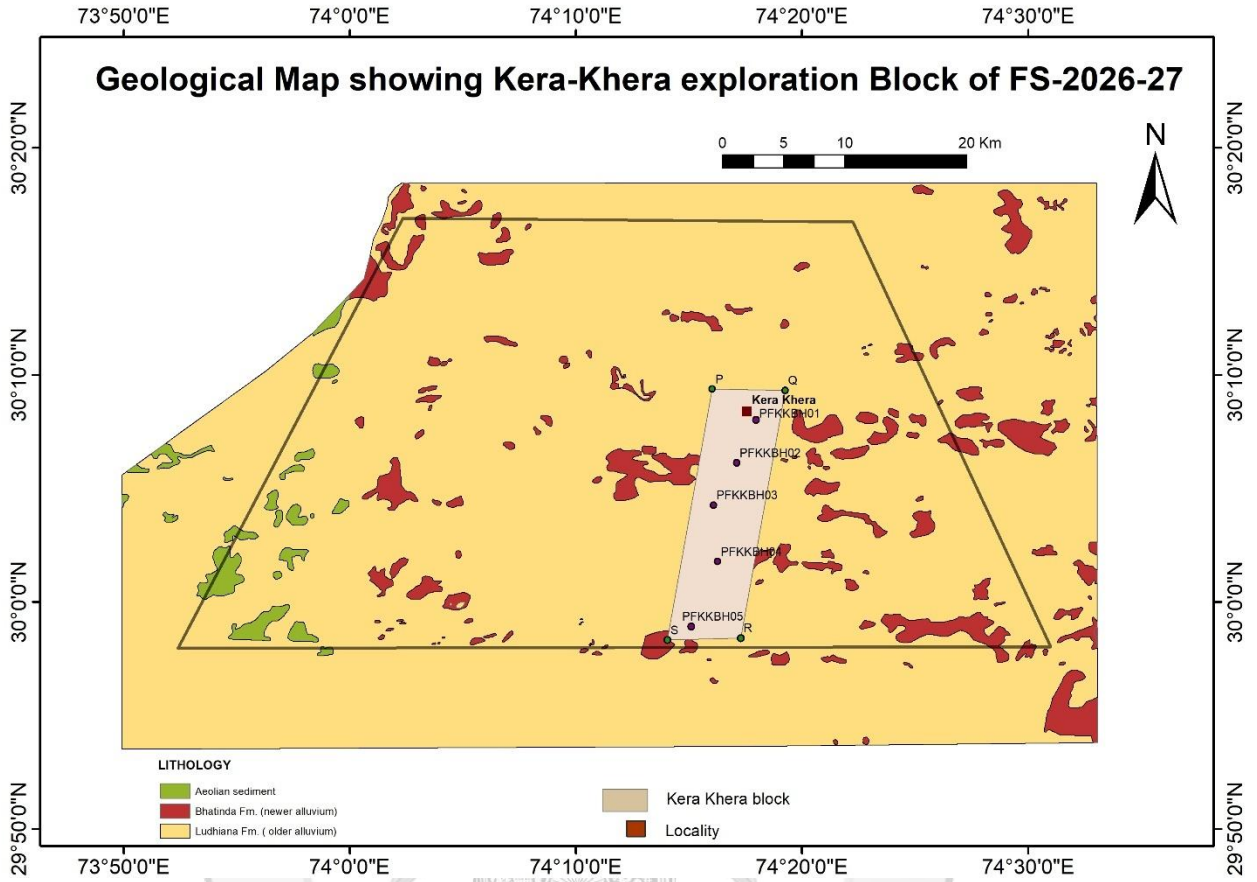 73°50'0"E 74°0'0"E 74°10'0"E 74°20'0"E 74°30'0"E
Geological Map showing Kera-Khera exploration Block of FS-2026-27
N
0 5 10 20 Km
30°20'0"N 30°20'0"N
30°10'0"N 30°10'0"N
P Q
Kera Khera
PFKKBH01
PFKKBH02
PFKKBH03
PFKKBH04
30°0'0"N 30°0'0"N
PFKKBH05
S R
LITHOLOGY
Aeolian sediment
Bhatinda Fm. (newer alluvium)
Ludhiana Fm. ( older alluvium)
Kera Khera block
Locality
29°50'0"N 29°50'0"N
73°50'0"E 74°0'0"E 74°10'0"E 74°20'0"E 74°30'0"E